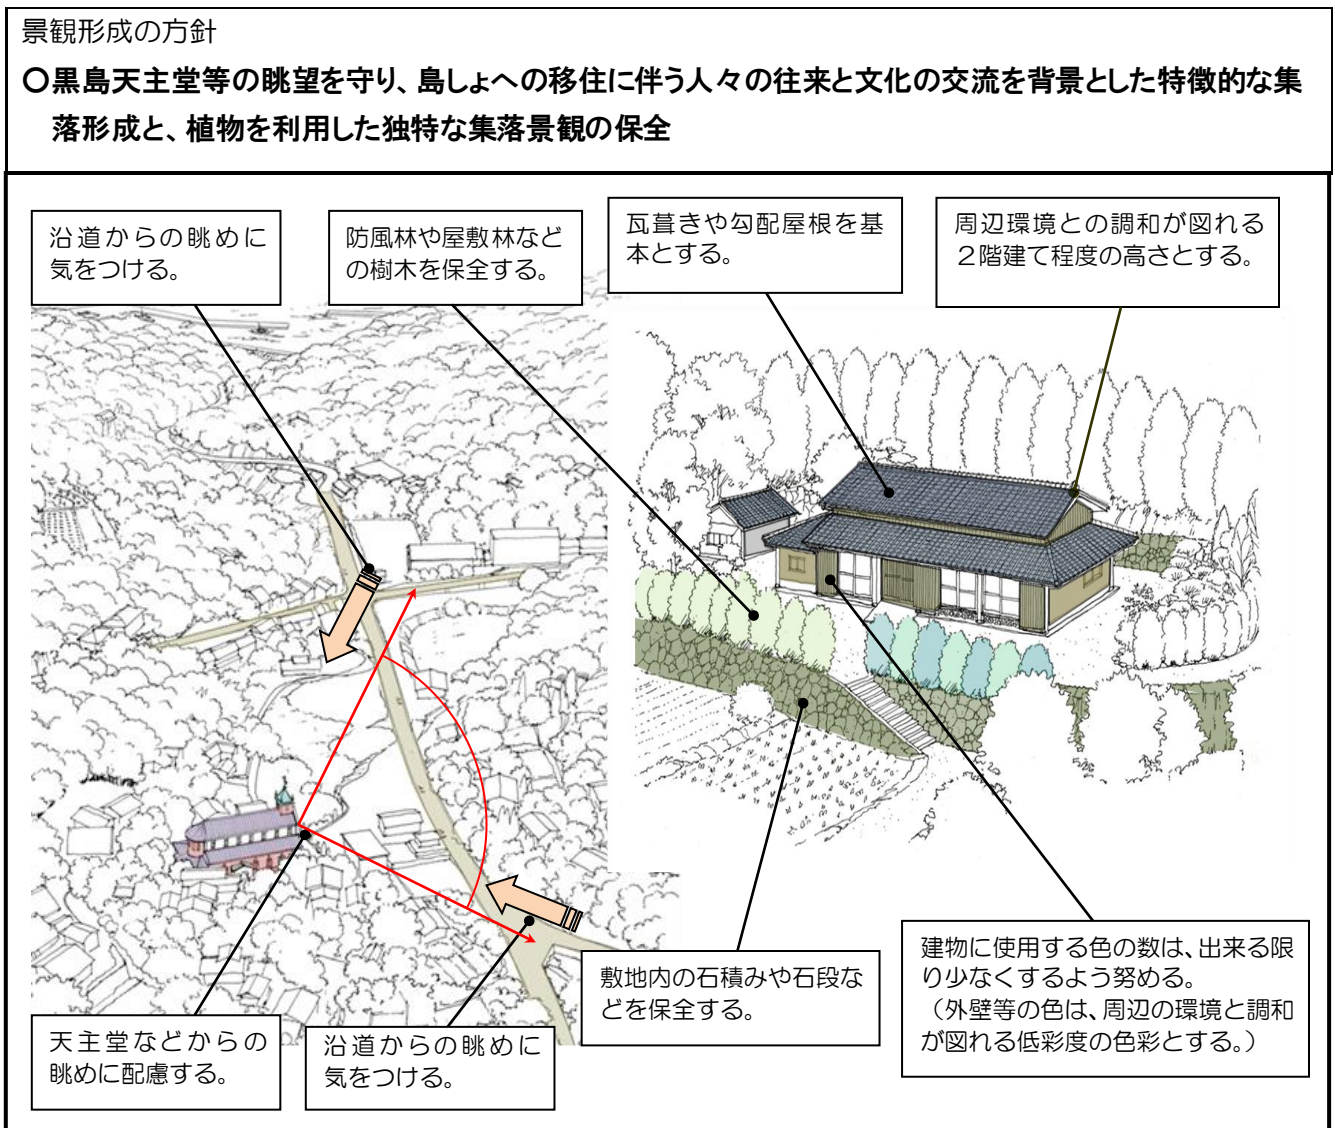 景観形成の方針
〇黒島天主堂等の眺望を守り、島しょへの移住に伴う人々の往来と文化の交流を背景とした特徴的な集
落形成と、植物を利用した独特な集落景観の保全
沿道からの眺めに
気をつける。
防風林や屋敷林など
の樹木を保全する。
瓦葺きや勾配屋根を基
本とする。
周辺環境との調和が図れる
２階建て程度の高さとする。
天主堂などからの
眺めに配慮する。
沿道からの眺めに
気をつける。
敷地内の石積みや石段な
どを保全する。
建物に使用する色の数は、出来る限
り少なくするよう努める。
（外壁等の色は、周辺の環境と調和
が図れる低彩度の色彩とする。）